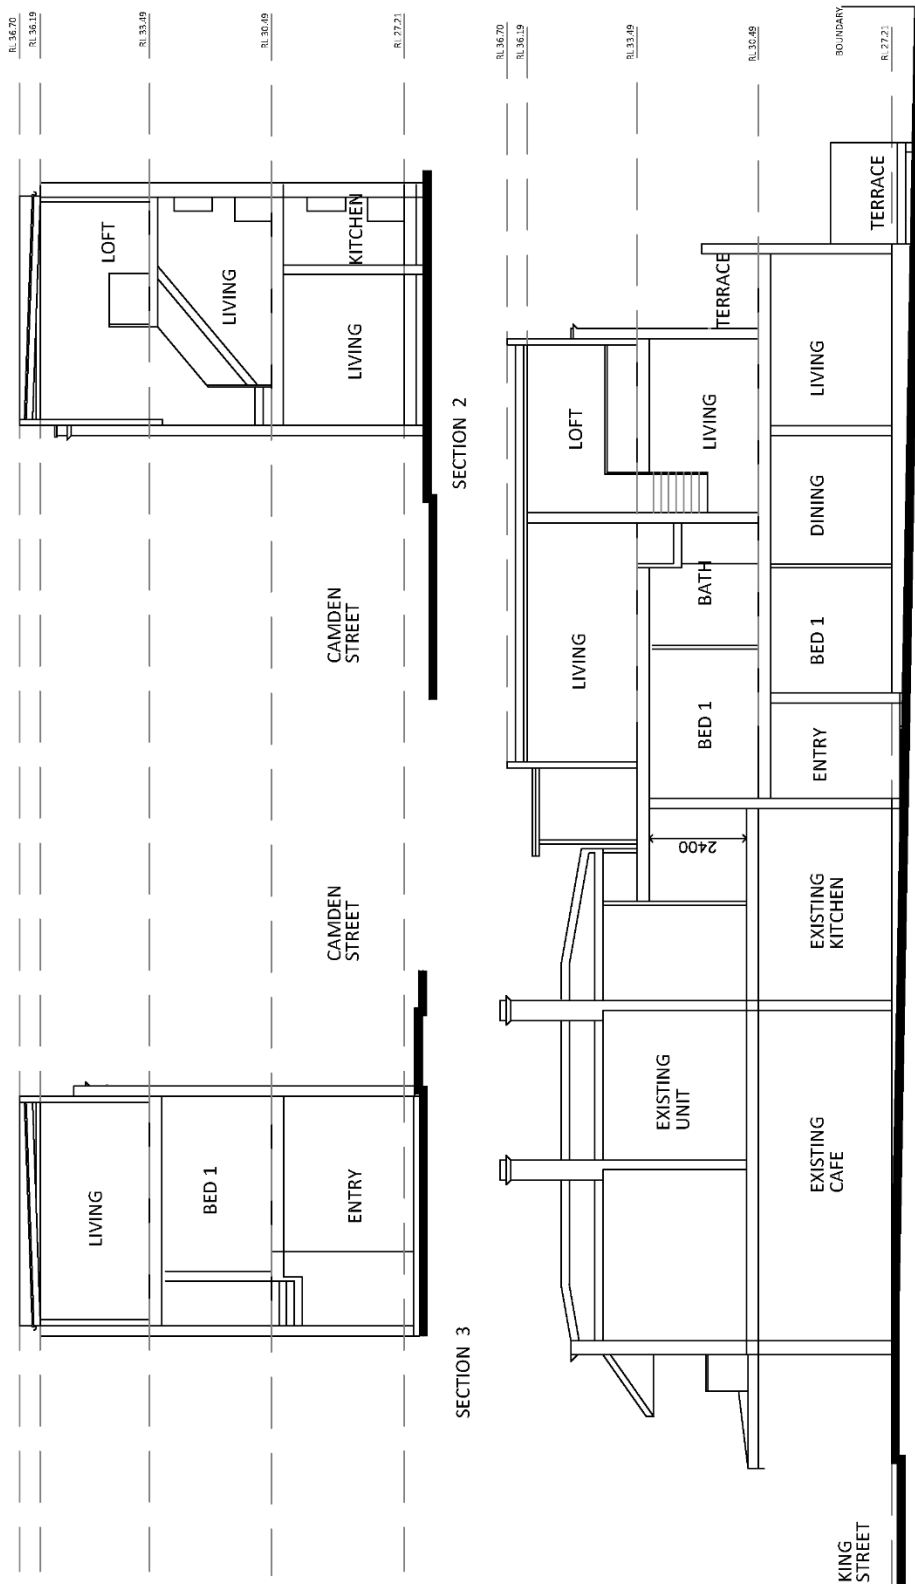 RL 36.70
RL 36.19
LIVING
LOFT
RL 33.49
BED 1
LIVING
RL 30.49
ENTRY
CAMDEN
STREET
CAMDEN
STREET
LIVING
KITCHEN
RL 27.21
SECTION 3
SECTION 2
RL 36.70
RL 36.19
LIVING
LOFT
RL 33.49
EXISTING
UNIT
2400
BED 1
BATH
LIVING
TERRACE
RL 30.49
EXISTING
CAFE
EXISTING
KITCHEN
ENTRY
BED 1
DINING
LIVING
TERRACE
BOUNDARY
RL 27.21
KING
STREET